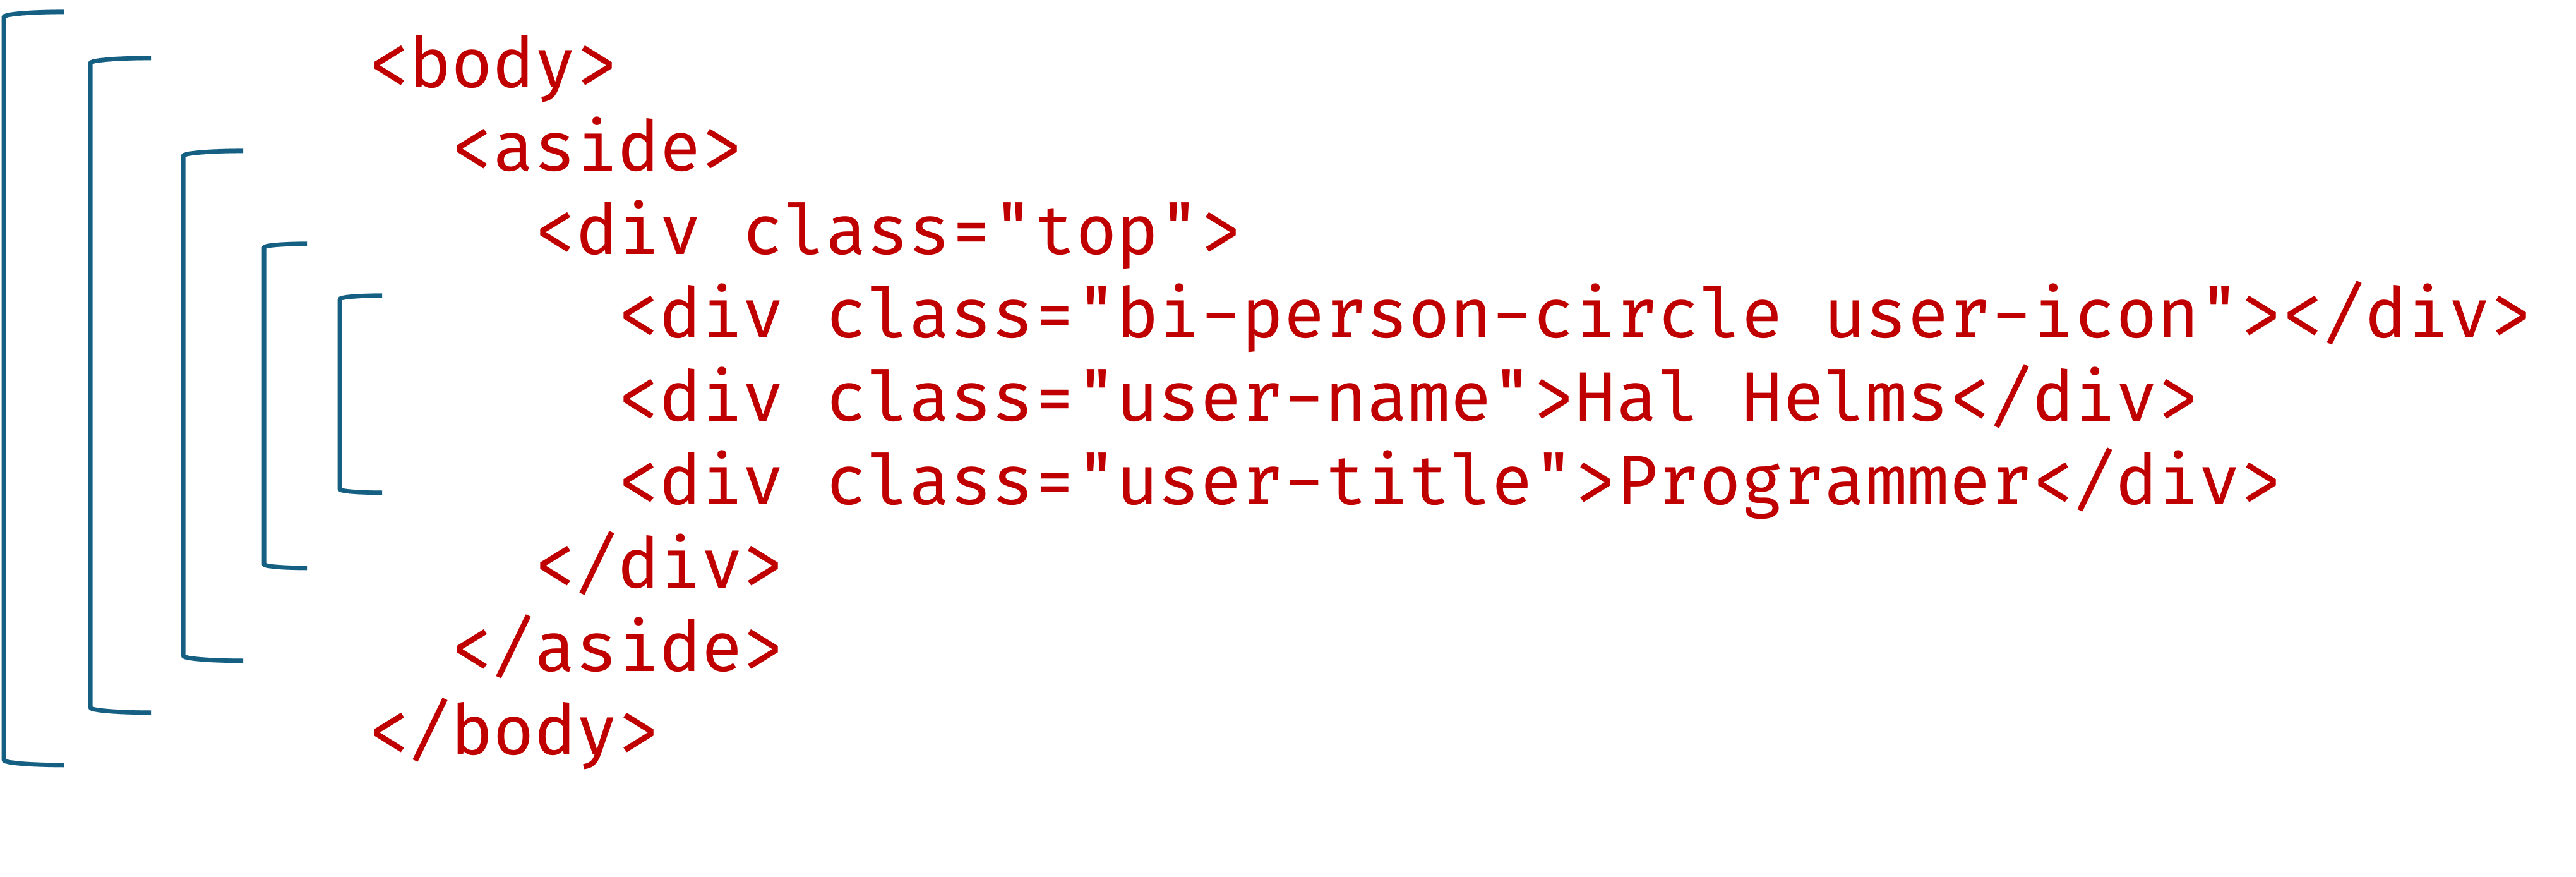 <body>
<aside>
<div class="top">
<div class="bi-person-circle user-icon"></div>
<div class="user-name">Hal Helms</div>
<div class="user-title">Programmer</div>
</div>
</aside>
</body>